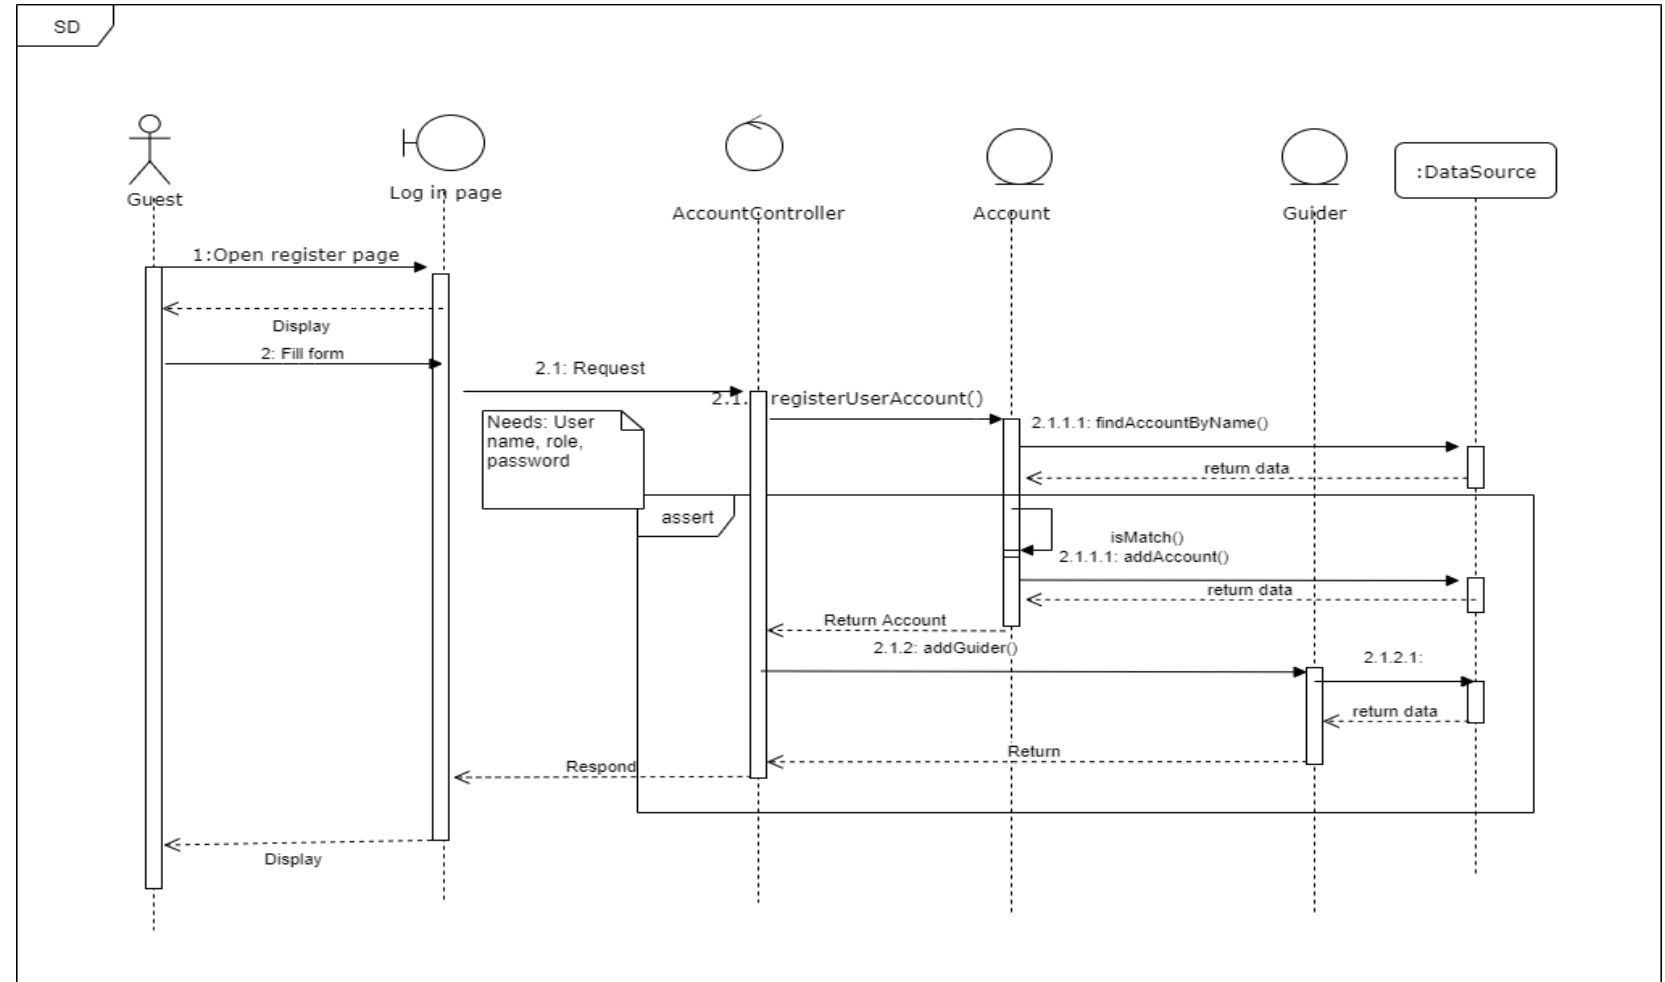 SD
Guest
Log in page
AccountController
Account
Guider
:DataSource
1:Open register page
Display
2: Fill form
2.1: Request
2.1. registerUserAccount()
Needs: User
name, role,
password
2.1.1.1: findAccountByName()
return data
assert
isMatch()
2.1.1.1: addAccount()
return data
Return Account
2.1.2: addGuider()
2.1.2.1:
return data
Return
Respond
Display